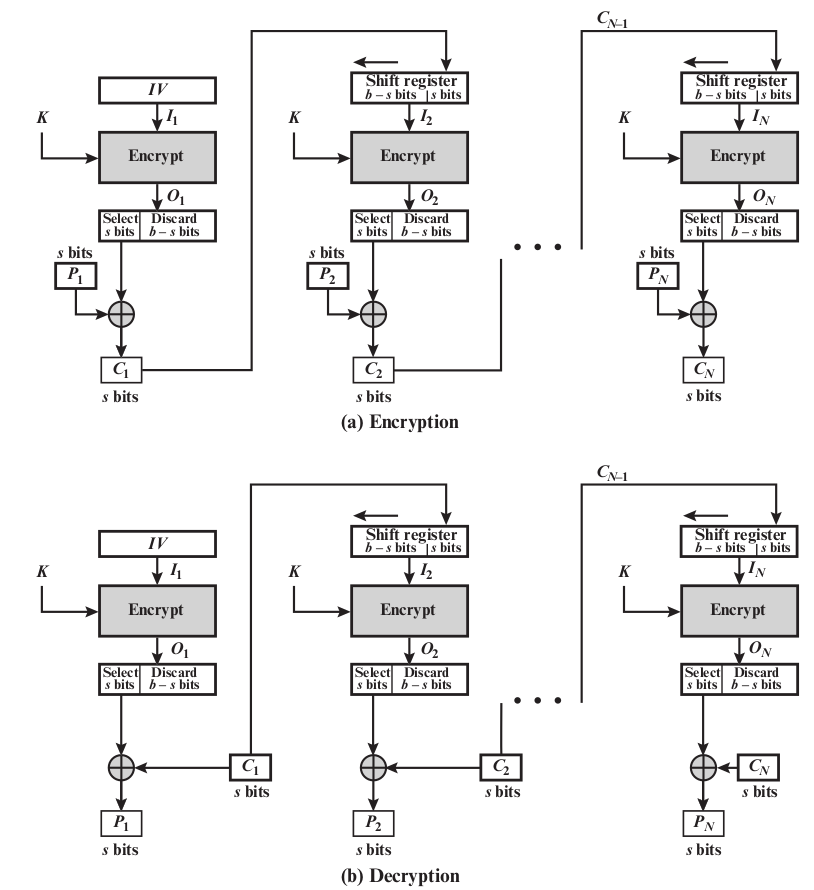 C_{N-1}
IV
Shift register
b – s bits | s bits
Shift register
b – s bits | s bits
K
I_1
K
I_2
K
I_N
Encrypt
Encrypt
Encrypt
O_1
O_2
O_N
Select
s bits
Discard
b – s bits
Select
s bits
Discard
b – s bits
Select
s bits
Discard
b – s bits
s bits
P_1
s bits
P_2
• • •
s bits
P_N
C_1
s bits
C_2
s bits
C_N
s bits
(a) Encryption
C_{N-1}
IV
Shift register
b – s bits | s bits
Shift register
b – s bits | s bits
K
I_1
K
I_2
K
I_N
Encrypt
Encrypt
Encrypt
O_1
O_2
O_N
Select
s bits
Discard
b – s bits
Select
s bits
Discard
b – s bits
Select
s bits
Discard
b – s bits
• • •
C_1
s bits
C_2
s bits
C_N
s bits
P_1
s bits
P_2
s bits
P_N
s bits
(b) Decryption